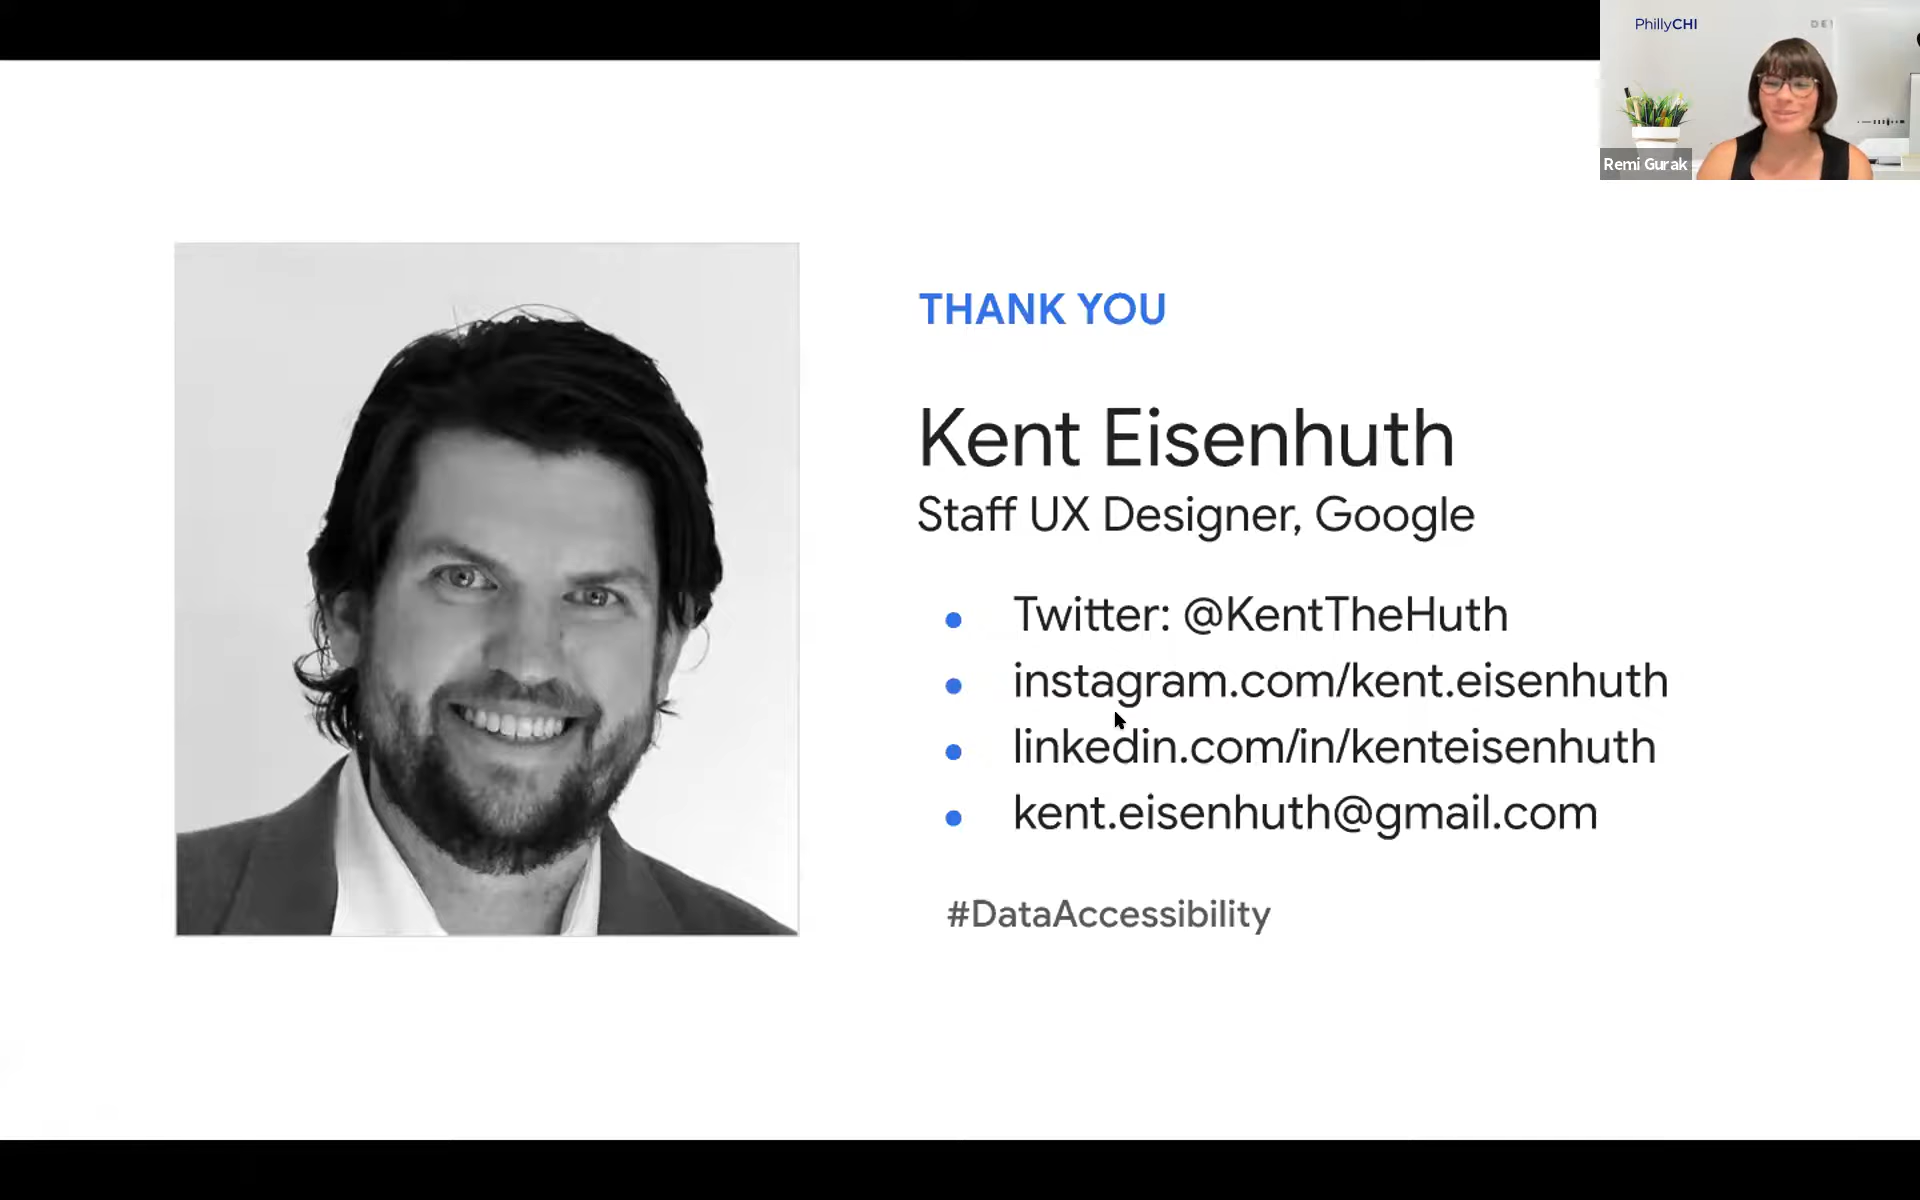 PhillyCHI
Remi Gurak
THANK YOU
Kent Eisenhuth
Staff UX Designer, Google
Twitter: @KentTheHuth
instagram.com/kent.eisenhuth
linkedin.com/in/kenteisenhuth
kent.eisenhuth@gmail.com
#DataAccessibility